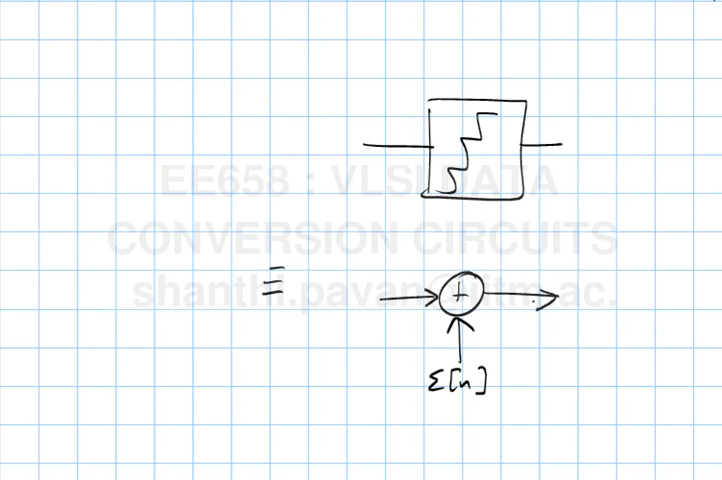 EE658 : VLSI DATA
CONVERSION CIRCUITS
≡
+
Σ[n]